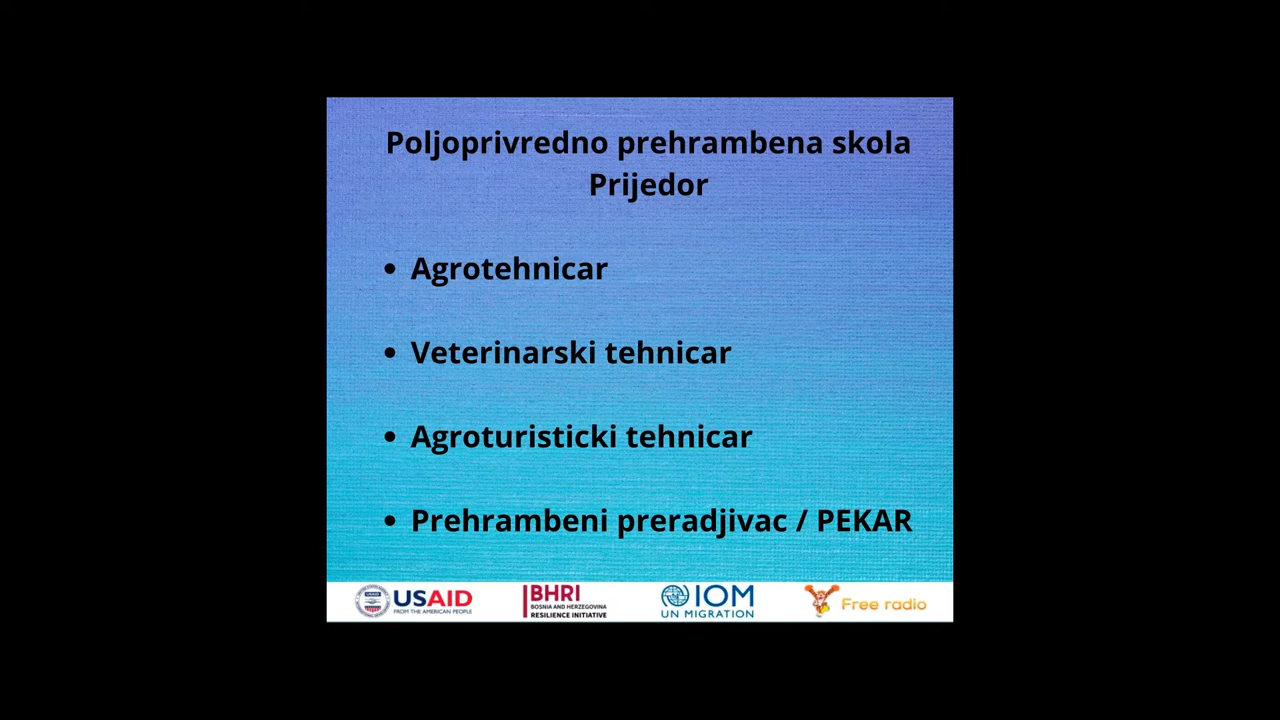 Poljoprivredno prehrambena skola
Prijedor
• Agrotehnicar
• Veterinarski tehnicar
• Agroturisticki tehnicar
• Prehrambeni preradjivac / PEKAR
USAID
FROM THE AMERICAN PEOPLE
BHRI
BOSNIA AND HERZEGOVINA
RESILIENCE INITIATIVE
IOM
UN MIGRATION
Free radio